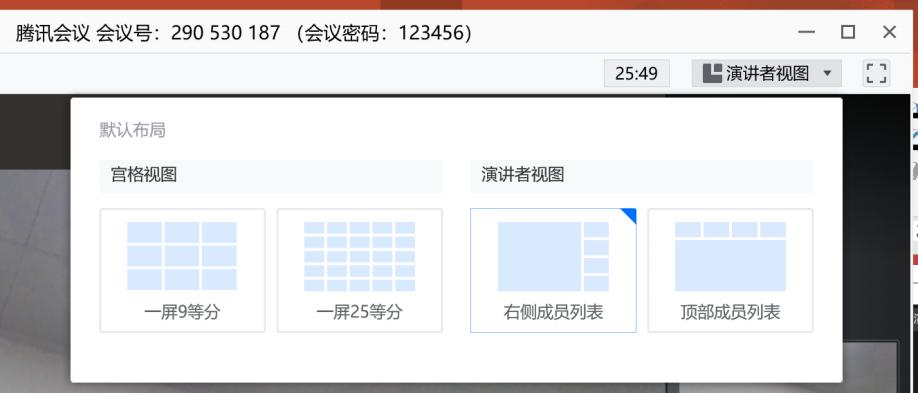 腾讯会议 会议号：290 530 187 （会议密码：123456）
25:49 演讲者视图
默认布局
宫格视图 演讲者视图
一屏9等分 一屏25等分 右侧成员列表 顶部成员列表